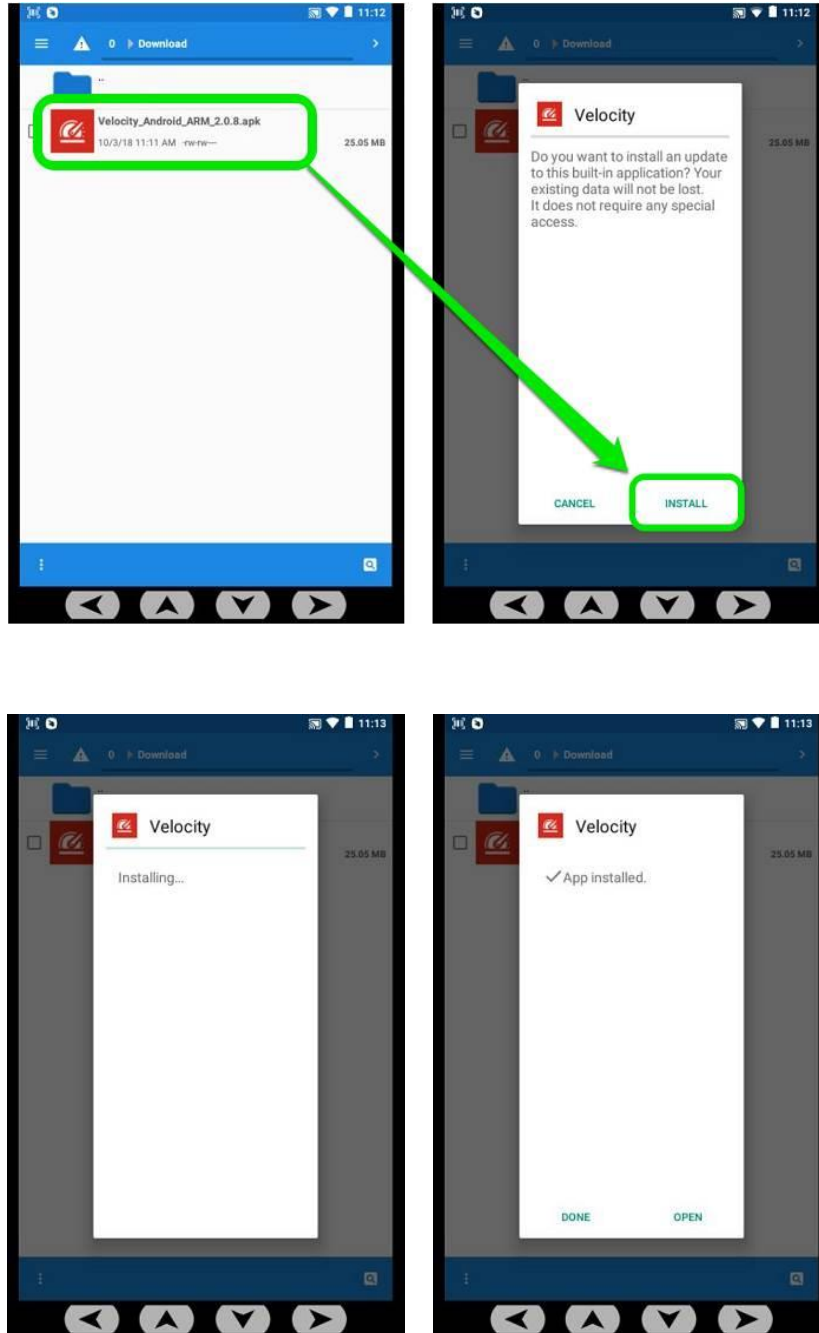 11:12
0 Download
..
Velocity_Android_ARM_2.0.8.apk
10/3/18 11:11 AM -rw-rw---
25.05 MB
11:12
0 Download
..
25.05 MB
Velocity
Do you want to install an update
to this built-in application? Your
existing data will not be lost.
It does not require any special
access.
CANCEL INSTALL
11:13
0 Download
..
25.05 MB
Velocity
Installing...
11:13
0 Download
..
25.05 MB
Velocity
App installed.
DONE OPEN